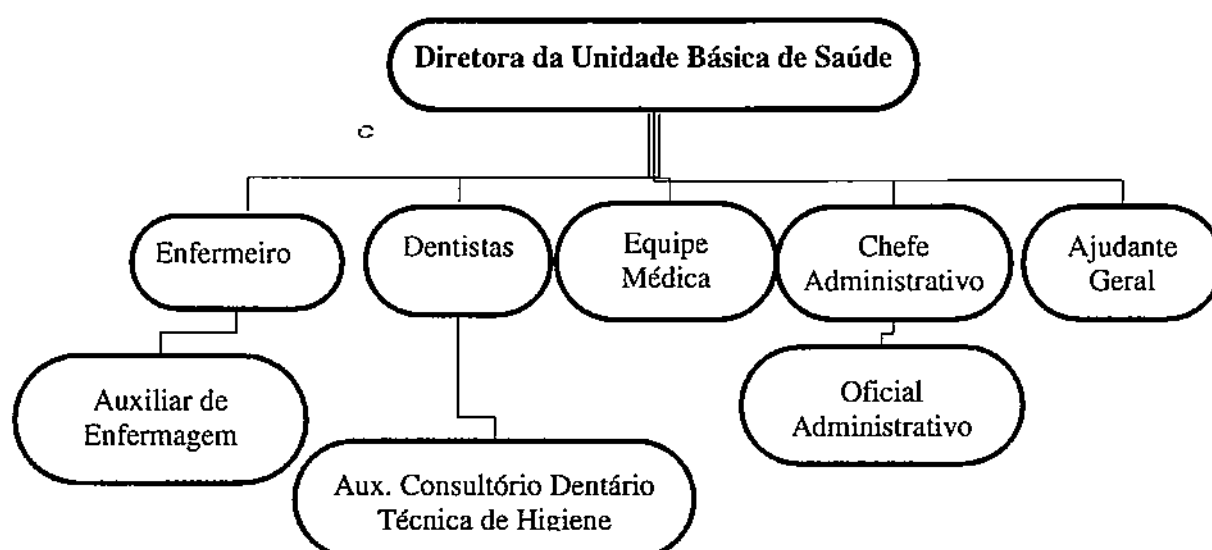 Diretora da Unidade Básica de Saúde
Enfermeiro
Dentistas
Equipe
Médica
Chefe
Administrativo
Ajudante
Geral
Auxiliar de
Enfermagem
Oficial
Administrativo
Aux. Consultório Dentário
Técnica de Higiene